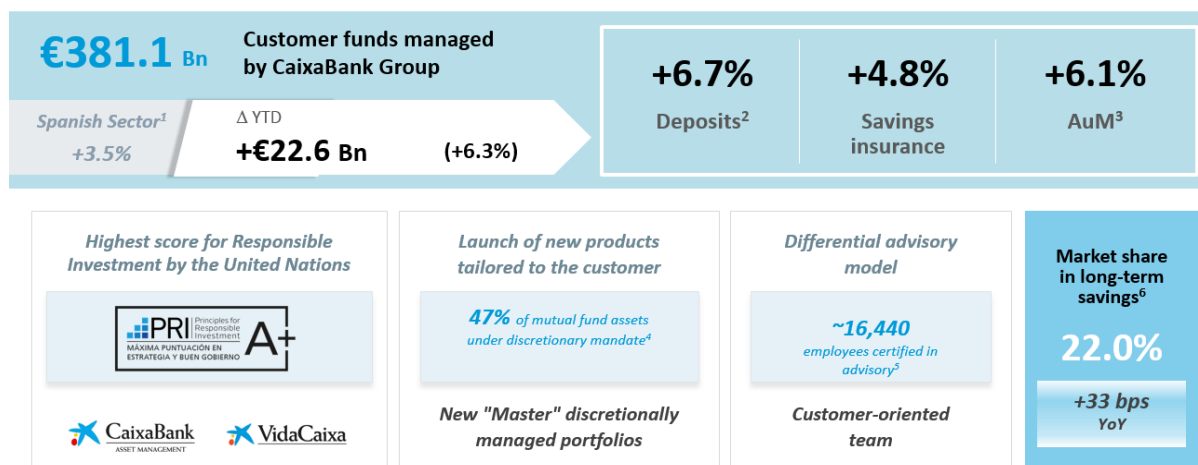 €381.1 Bn
Customer funds managed
by CaixaBank Group
Spanish Sector1
+3.5%
Δ YTD
+€22.6 Bn (+6.3%)
+6.7%
Deposits2
+4.8%
Savings
insurance
+6.1%
AuM3
Highest score for Responsible
Investment by the United Nations
PRI Principles for
Responsible
Investment
A+
MÁXIMA PUNTUACIÓN EN
ESTRATEGIA Y BUEN GOBIERNO
CaixaBank
ASSET MANAGEMENT
VidaCaixa
Launch of new products
tailored to the customer
47% of mutual fund assets
under discretionary mandate4
New "Master" discretionally
managed portfolios
Differential advisory
model
~16,440
employees certified in
advisory5
Customer-oriented
team
Market share
in long-term
savings6
22.0%
+33 bps
YoY